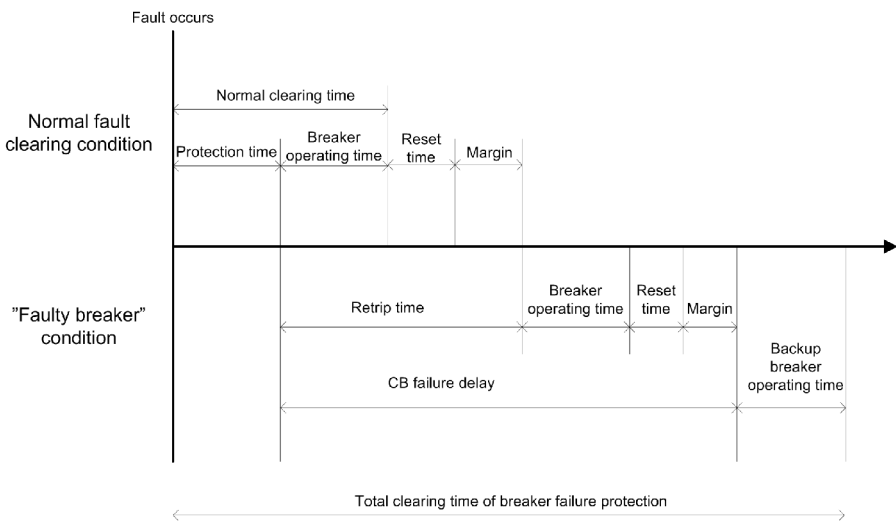 Fault occurs
Normal clearing time
Normal fault
clearing condition
Protection time
Breaker
operating time
Reset
time
Margin
”Faulty breaker”
condition
Retrip time
Breaker
operating time
Reset
time
Margin
Backup
breaker
operating time
CB failure delay
Total clearing time of breaker failure protection